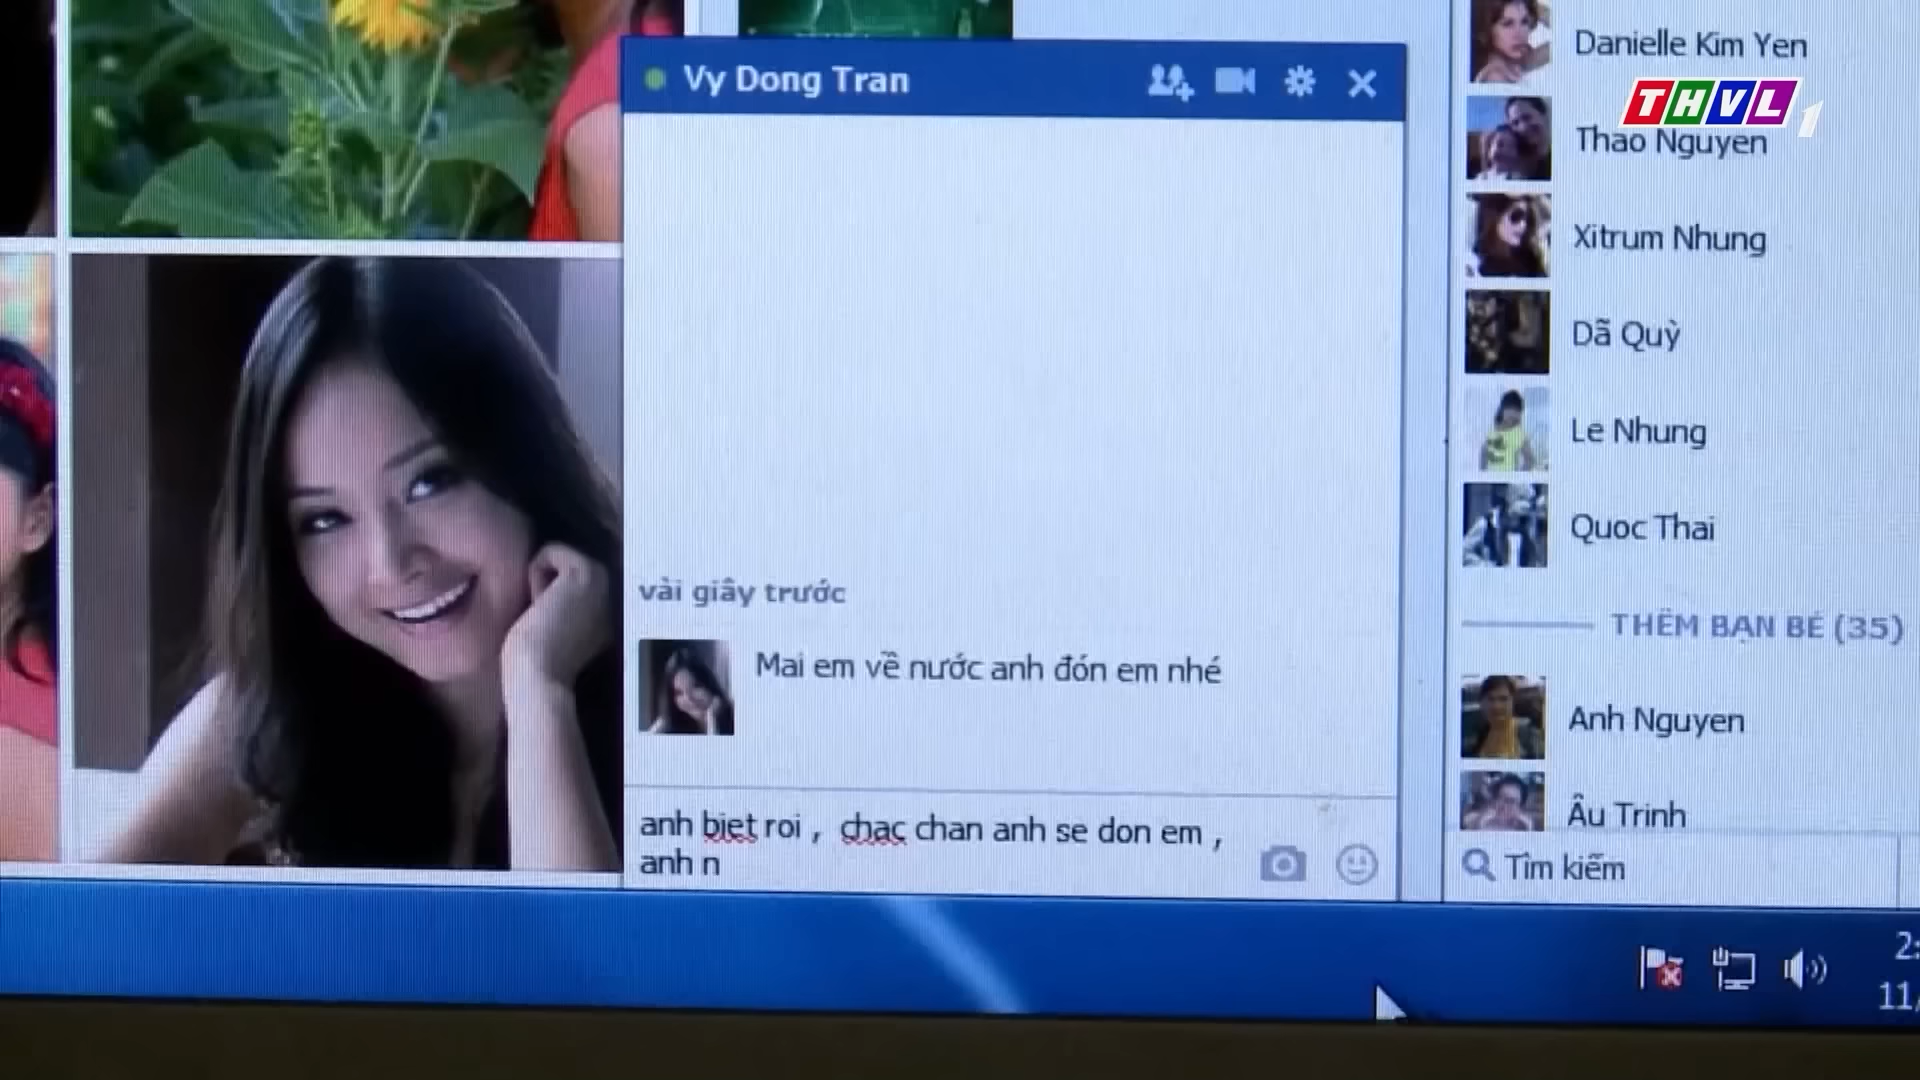 Vy Dong Tran
vài giây trước
Mai em về nước anh đón em nhé
anh biet roi , chac chan anh se don em ,
anh n
Danielle Kim Yen
THVL 1
Thao Nguyen
Xitrum Nhung
Dã Quỳ
Le Nhung
Quoc Thai
THÊM BẠN BÈ (35)
Anh Nguyen
Âu Trinh
Tìm kiếm